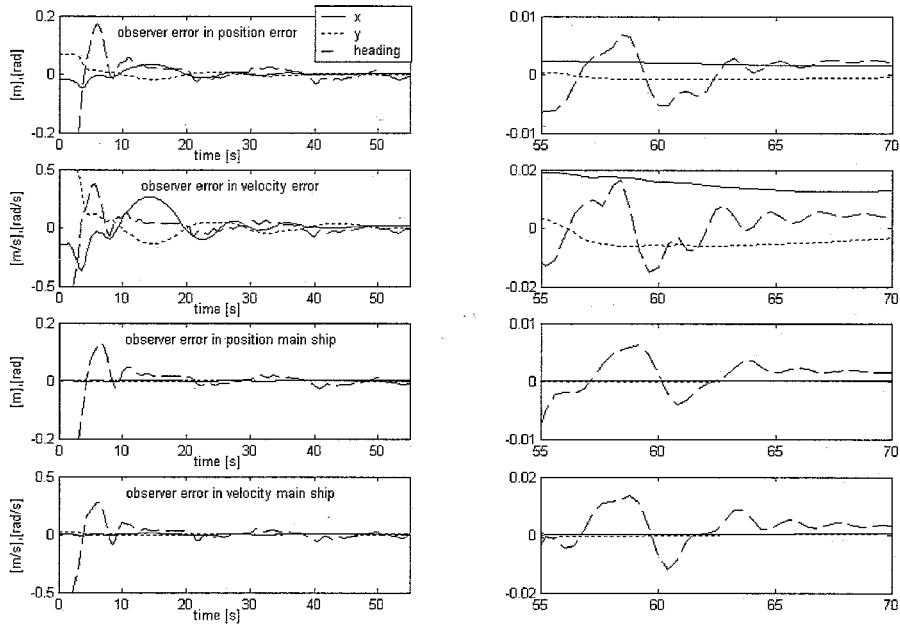 0.2
observer error in position error
x
y
heading
[m],[rad]
0
-0.2
0 10 20 30 40 50
time [s]
0.01
0
-0.01
55 60 65 70
0.5
observer error in velocity error
[m/s],[rad/s]
0
-0.5
0 10 20 30 40 50
time [s]
0.02
0
-0.02
55 60 65 70
0.2
observer error in position main ship
[m],[rad]
0
-0.2
0 10 20 30 40 50
time [s]
0.01
0
-0.01
55 60 65 70
0.5
observer error in velocity main ship
[m/s],[rad/s]
0
-0.5
0 10 20 30 40 50
time [s]
0.02
0
-0.02
55 60 65 70